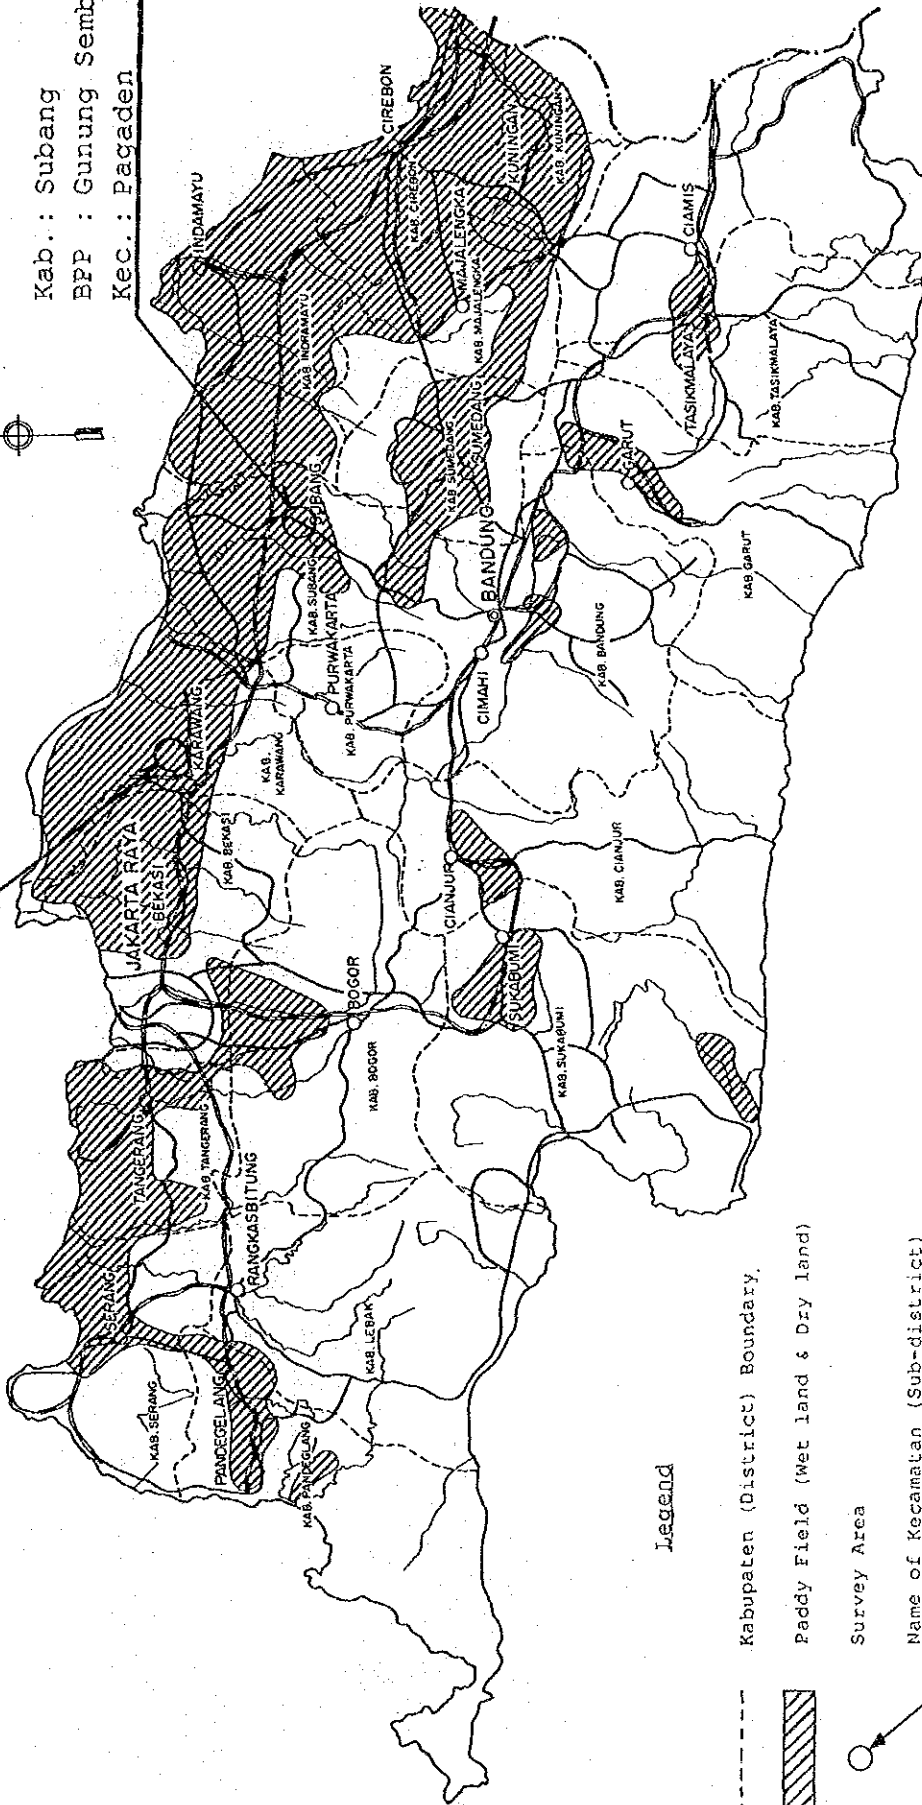 Kab.: Subang
BPP : Gunung Semb
Kec.: Pagaden
INDAMAYU
CIREBON
KAB. CIREBON
KAB. INDRAMAYU
MAJALENGKA
KAB. MAJALENGKA
KUNINGAN
KAB. KUNINGAN
SUBANG
KAB. SUBANG
KAB. SUMEDANG
SUMEDANG
CIAMIS
TASIKMALAYA
KAB. TASIKMALAYA
GARUT
KAB. GARUT
BANDUNG
KAB. BANDUNG
CIMAHI
PURWAKARTA
KAB. PURWAKARTA
KARAWANG
KAB. KARAWANG
JAKARTA RAYA
BEKASI
KAB. BEKASI
CIANJUR
KAB. CIANJUR
SUKABUMI
KAB. SUKABUMI
BOGOR
KAB. BOGOR
TANGERANG
KAB. TANGERANG
RANGKASBITUNG
SERANG
KAB. SERANG
PANDEGELANG
KAB. PANDEGLANG
KAB. LEBAK
Legend
Kabupaten (District) Boundary.
Paddy Field (Wet land & Dry land)
Survey Area
Name of Kecamatan (Sub-district)